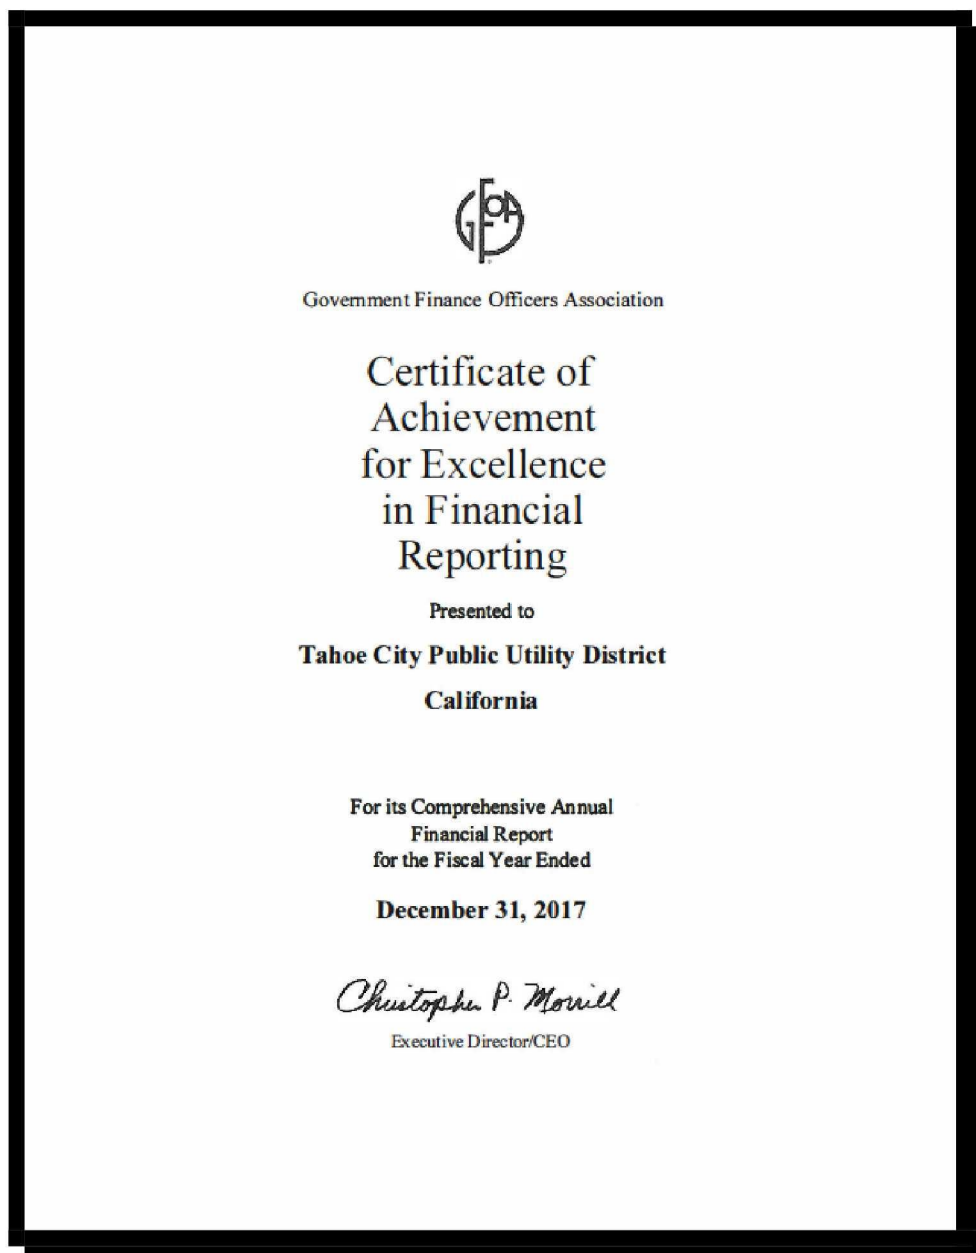 GFOA
Government Finance Officers Association
Certificate of
Achievement
for Excellence
in Financial
Reporting
Presented to
Tahoe City Public Utility District
California
For its Comprehensive Annual
Financial Report
for the Fiscal Year Ended
December 31, 2017
Christopher P. Morrill
Executive Director/CEO